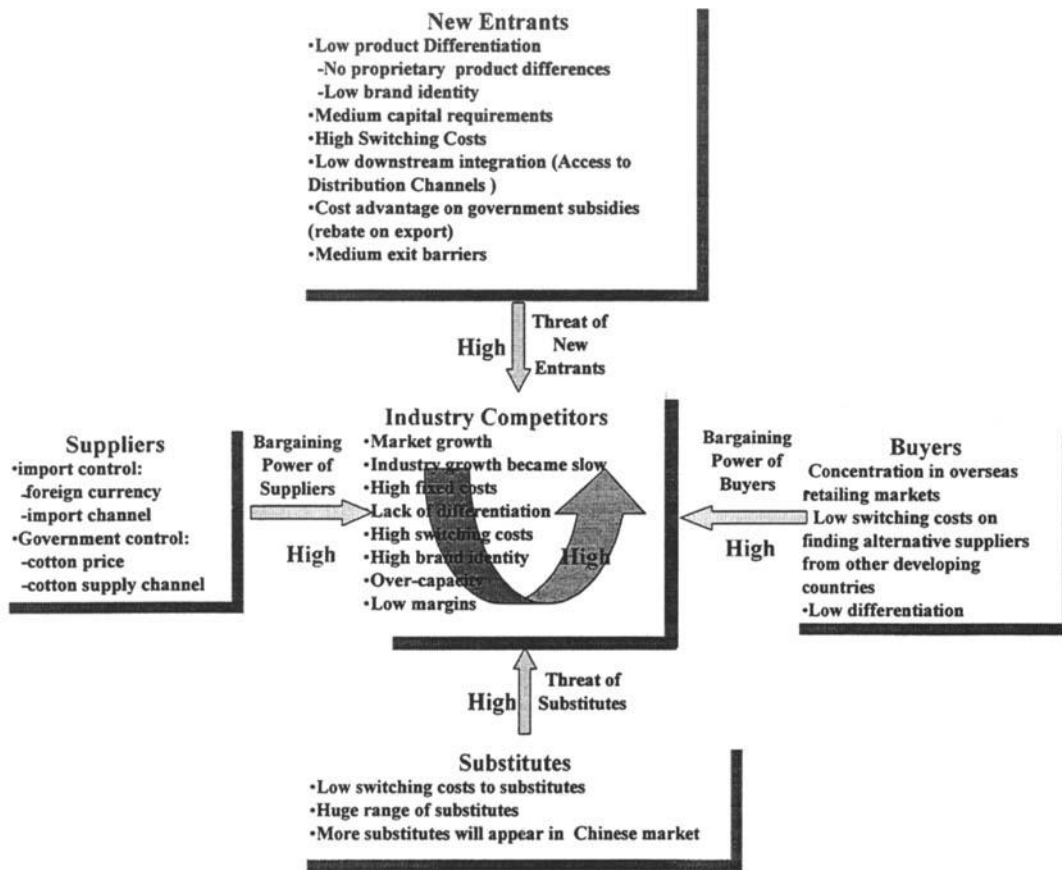 New Entrants
•Low product Differentiation
-No proprietary product differences
-Low brand identity
•Medium capital requirements
•High Switching Costs
•Low downstream integration (Access to
Distribution Channels )
•Cost advantage on government subsidies
(rebate on export)
•Medium exit barriers
High
Threat of
New
Entrants
Suppliers
•import control:
-foreign currency
-import channel
•Government control:
-cotton price
-cotton supply channel
Bargaining
Power of
Suppliers
High
Industry Competitors
•Market growth
•Industry growth became slow
•High fixed costs
•Lack of differentiation
•High switching costs
•High brand identity
•Over-capacity
•Low margins
High
Bargaining
Power of
Buyers
High
Buyers
Concentration in overseas
retailing markets
Low switching costs on
finding alternative suppliers
from other developing
countries
•Low differentiation
High
Threat of
Substitutes
Substitutes
•Low switching costs to substitutes
•Huge range of substitutes
•More substitutes will appear in Chinese market